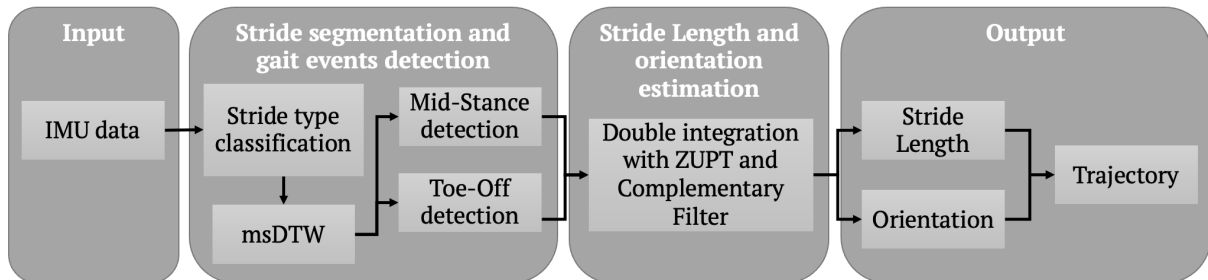 Input
IMU data
Stride segmentation and
gait events detection
Stride type
classification
msDTW
Mid-Stance
detection
Toe-Off
detection
Stride Length and
orientation
estimation
Double integration
with ZUPT and
Complementary
Filter
Output
Stride
Length
Orientation
Trajectory